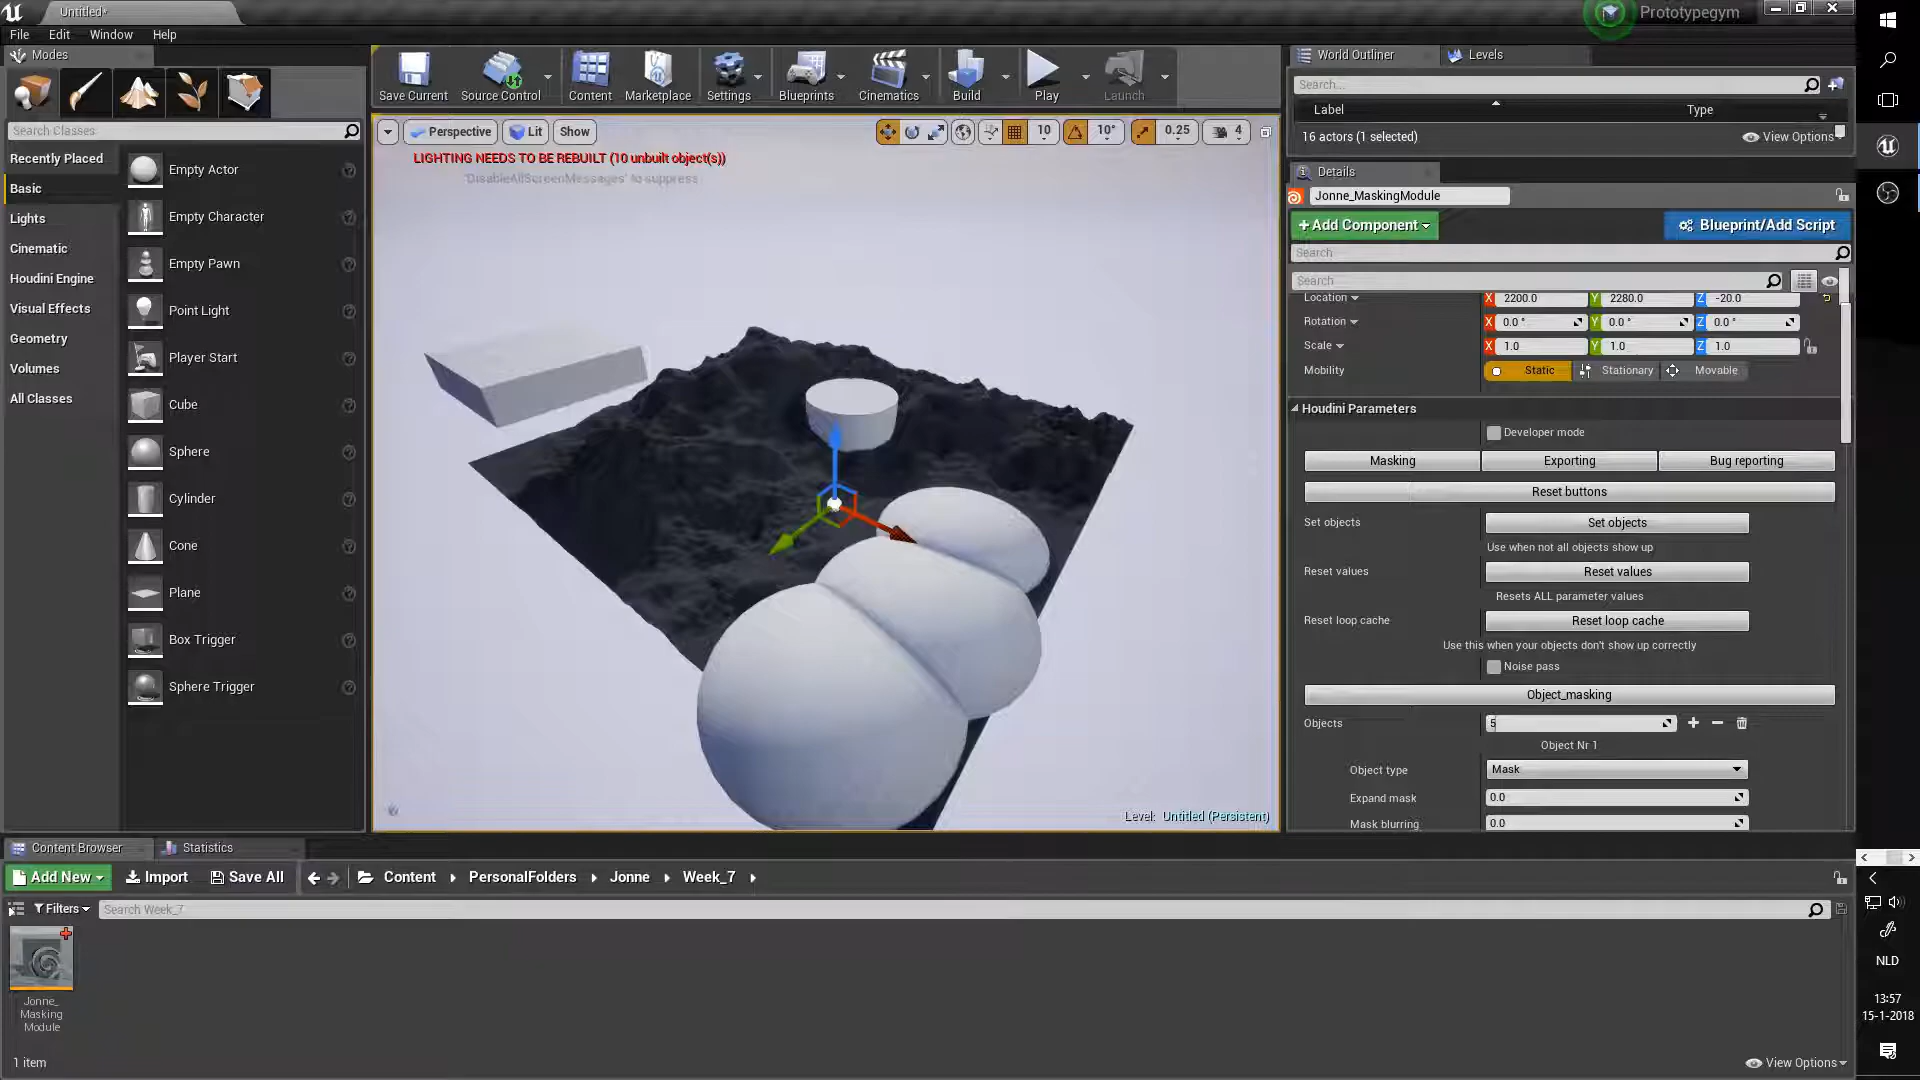 Untitled*
Prototypegym
File Edit Window Help
Modes
Search Classes
Recently Placed
Basic
Lights
Cinematic
Houdini Engine
Visual Effects
Geometry
Volumes
All Classes
Empty Actor
Empty Character
Empty Pawn
Point Light
Player Start
Cube
Sphere
Cylinder
Cone
Plane
Box Trigger
Sphere Trigger
Save Current
Source Control
Content
Marketplace
Settings
Blueprints
Cinematics
Build
Play
Launch
Perspective
Lit
Show
10
10°
0.25
4
LIGHTING NEEDS TO BE REBUILT (10 unbuilt object(s))
'DisableAllScreenMessages' to suppress
Level: Untitled (Persistent)
World Outliner
Levels
Search...
Label
Type
16 actors (1 selected)
View Options
Details
Jonne_MaskingModule
+ Add Component
Blueprint/Add Script
Search
Search
Location X 2200.0 Y 2280.0 Z -20.0
Rotation X 0.0 ° Y 0.0 ° Z 0.0 °
Scale X 1.0 Y 1.0 Z 1.0
Mobility Static Stationary Movable
Houdini Parameters
Developer mode
Masking Exporting Bug reporting
Reset buttons
Set objects Set objects
Use when not all objects show up
Reset values Reset values
Resets ALL parameter values
Reset loop cache Reset loop cache
Use this when your objects don't show up correctly
Noise pass
Object_masking
Objects 5
Object Nr 1
Object type Mask
Expand mask 0.0
Mask blurring 0.0
Content Browser
Statistics
Add New
Import
Save All
Content
PersonalFolders
Jonne
Week_7
Filters
Search Week_7
Jonne_
Masking
Module
1 item
View Options
NLD
13:57
15-1-2018